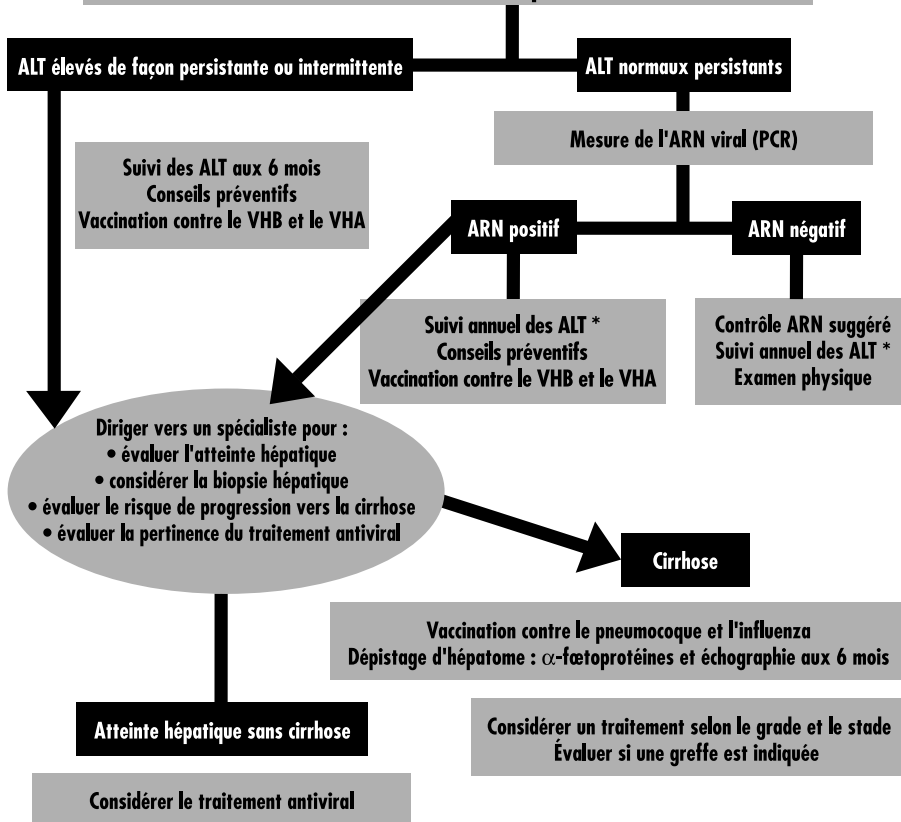 ALT élevés de façon persistante ou intermittente
ALT normaux persistants
Mesure de l'ARN viral (PCR)
Suivi des ALT aux 6 mois
Conseils préventifs
Vaccination contre le VHB et le VHA
ARN positif
ARN négatif
Suivi annuel des ALT *
Conseils préventifs
Vaccination contre le VHB et le VHA
Contrôle ARN suggéré
Suivi annuel des ALT *
Examen physique
Diriger vers un spécialiste pour :
• évaluer l'atteinte hépatique
• considérer la biopsie hépatique
• évaluer le risque de progression vers la cirrhose
• évaluer la pertinence du traitement antiviral
Cirrhose
Vaccination contre le pneumocoque et l'influenza
Dépistage d'hépatome : α-fœtoprotéines et échographie aux 6 mois
Atteinte hépatique sans cirrhose
Considérer un traitement selon le grade et le stade
Évaluer si une greffe est indiquée
Considérer le traitement antiviral